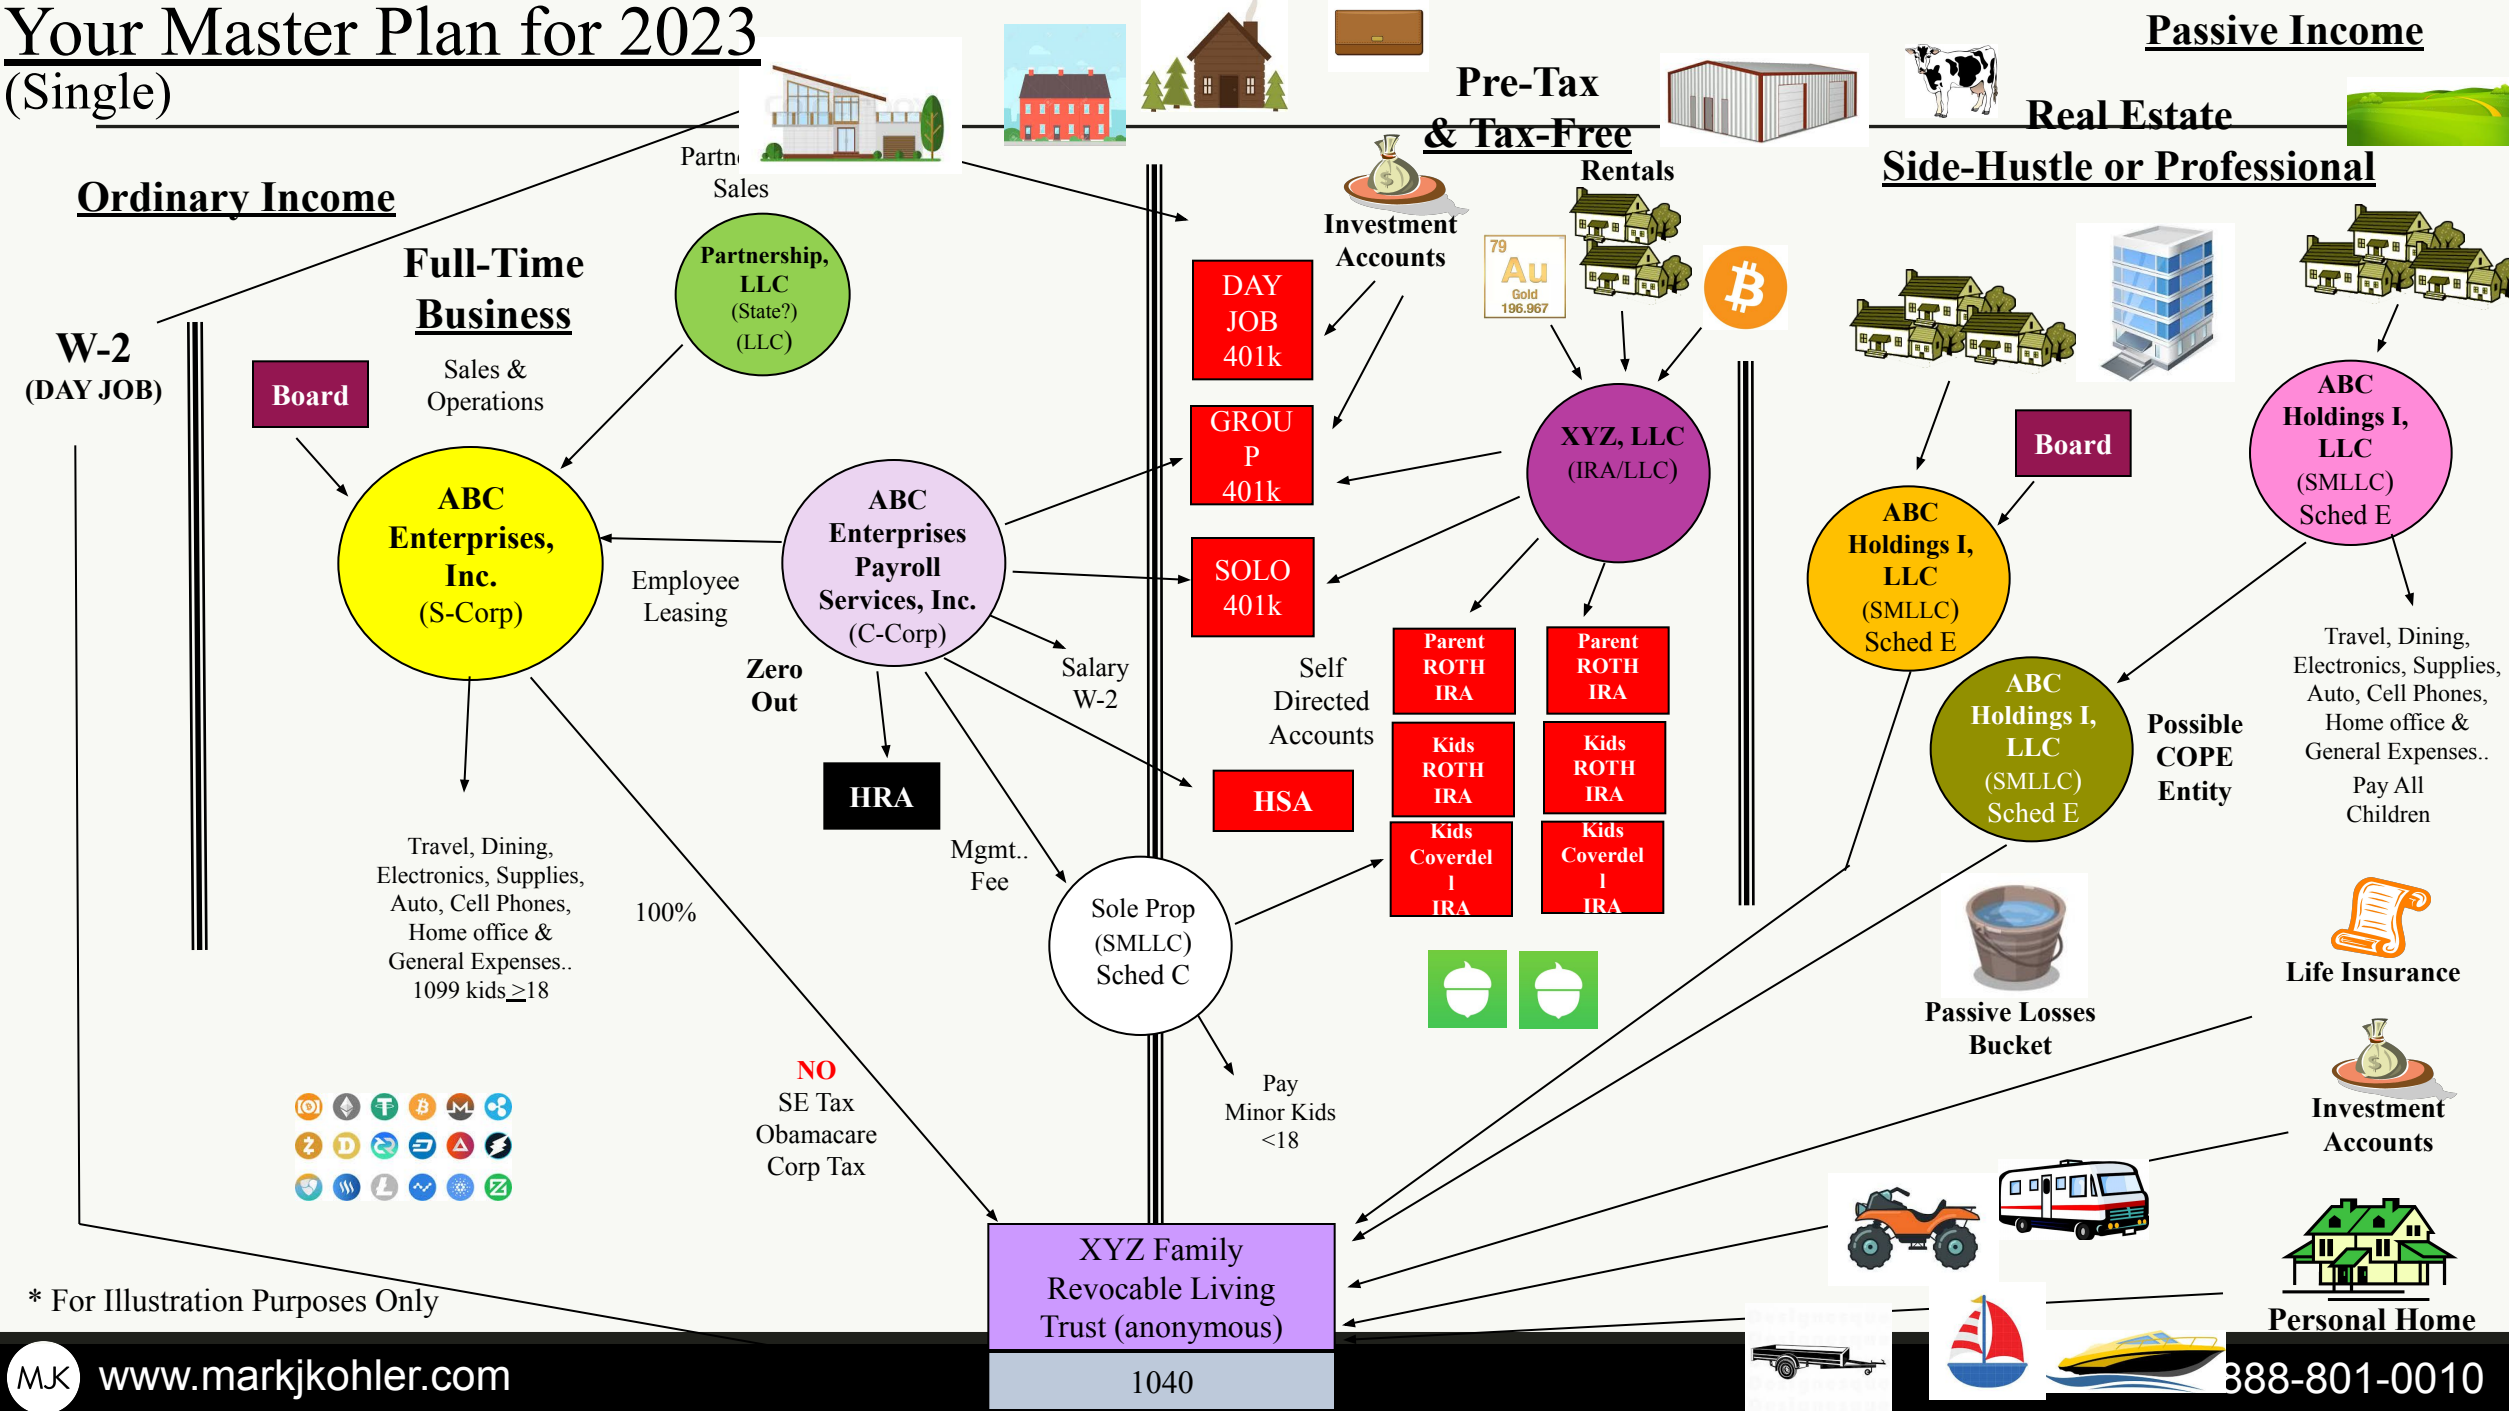 Your Master Plan for 2023
(Single)
Passive Income
Pre-Tax
& Tax-Free
Real Estate
Side-Hustle or Professional
Ordinary Income
Full-Time
Business
Sales &
Operations
W-2
(DAY JOB)
Board
Sales
Partnership,
LLC
(State?)
(LLC)
ABC
Enterprises,
Inc.
(S-Corp)
Employee
Leasing
ABC
Enterprises
Payroll
Services, Inc.
(C-Corp)
Zero
Out
HRA
Salary
W-2
Mgmt..
Fee
Travel, Dining,
Electronics, Supplies,
Auto, Cell Phones,
Home office &
General Expenses..
1099 kids >18
100%
NO
SE Tax
Obamacare
Corp Tax
Sole Prop
(SMLLC)
Sched C
Pay
Minor Kids
<18
Investment
Accounts
Rentals
79
Au
Gold
196.967
DAY
JOB
401k
GROU
P
401k
SOLO
401k
Self
Directed
Accounts
HSA
XYZ, LLC
(IRA/LLC)
Parent
ROTH
IRA
Parent
ROTH
IRA
Kids
ROTH
IRA
Kids
ROTH
IRA
Kids
Coverdel
l
IRA
Kids
Coverdel
l
IRA
Board
ABC
Holdings I,
LLC
(SMLLC)
Sched E
ABC
Holdings I,
LLC
(SMLLC)
Sched E
ABC
Holdings I,
LLC
(SMLLC)
Sched E
Possible
COPE
Entity
Travel, Dining,
Electronics, Supplies,
Auto, Cell Phones,
Home office &
General Expenses..
Pay All
Children
Passive Losses
Bucket
Life Insurance
Investment
Accounts
Personal Home
XYZ Family
Revocable Living
Trust (anonymous)
1040
* For Illustration Purposes Only
MJK
www.markjkohler.com
888-801-0010